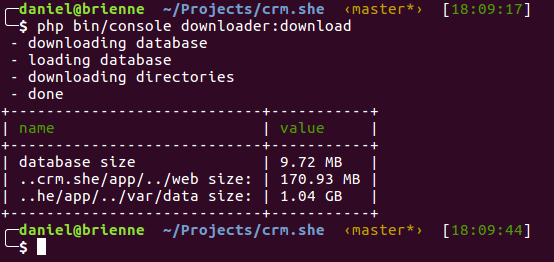 ╭─daniel@brienne ~/Projects/crm.she ‹master*› [18:09:17]
╰─$ php bin/console downloader:download
- downloading database
- loading database
- downloading directories
- done
+---------------------------+-----------+
| name                      | value     |
+---------------------------+-----------+
| database size             | 9.72 MB   |
| ..crm.she/app/../web size: | 170.93 MB |
| ..he/app/../var/data size: | 1.04 GB   |
+---------------------------+-----------+
╭─daniel@brienne ~/Projects/crm.she ‹master*› [18:09:44]
╰─$